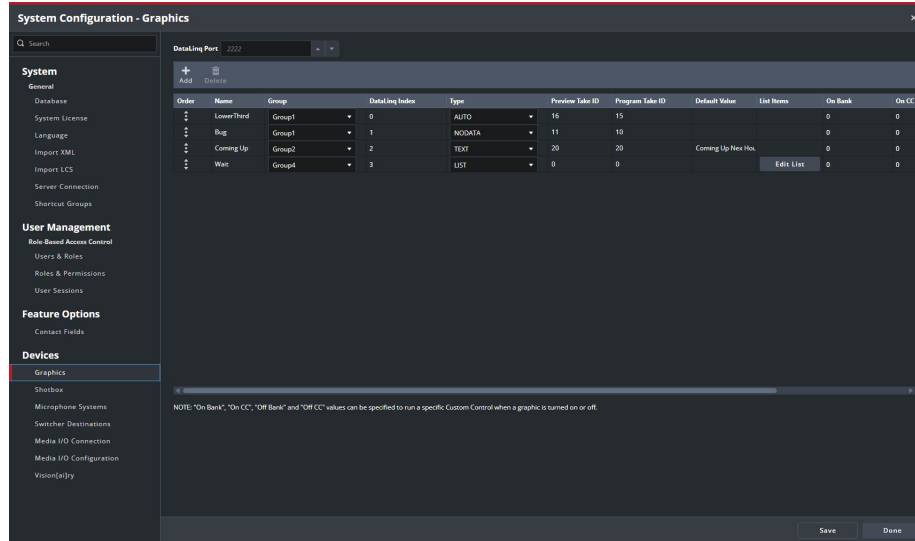 System Configuration - Graphics
Search
DataLinq Port 2222
System
General
Database
System License
Language
Import XML
Import LCS
Server Connection
Shortcut Groups
User Management
Role-Based Access Control
Users & Roles
Roles & Permissions
User Sessions
Feature Options
Contact Fields
Devices
Graphics
Shotbox
Microphone Systems
Switcher Destinations
Media I/O Connection
Media I/O Configuration
Vision[ai]ry
Add Delete
Order Name Group DataLinq Index Type Preview Take ID Program Take ID Default Value List Items On Bank On CC
LowerThird Group1 0 AUTO 16 15 0 0
Bug Group1 1 NODATA 11 10 0 0
Coming Up Group2 2 TEXT 20 20 Coming Up Nex Hou 0 0
Wait Group4 3 LIST 0 0 Edit List 0 0
NOTE: "On Bank", "On CC", "Off Bank" and "Off CC" values can be specified to run a specific Custom Control when a graphic is turned on or off.
Save Done